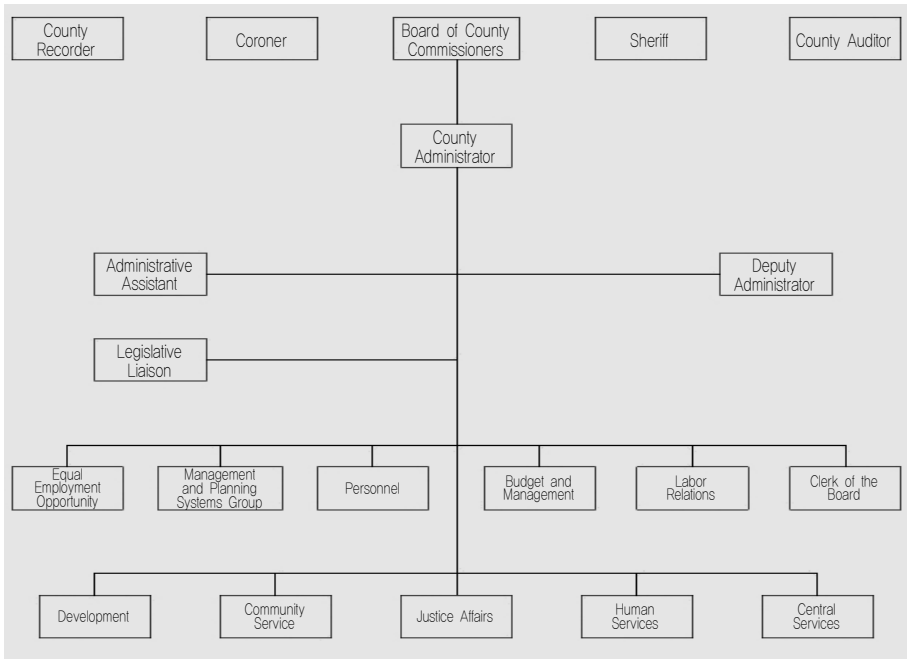 County
Recorder
Coroner
Board of County
Commissioners
Sheriff
County Auditor
County
Administrator
Administrative
Assistant
Deputy
Administrator
Legislative
Liaison
Equal
Employment
Opportunity
Management
and Planning
Systems Group
Personnel
Budget and
Management
Labor
Relations
Clerk of the
Board
Development
Community
Service
Justice Affairs
Human
Services
Central
Services